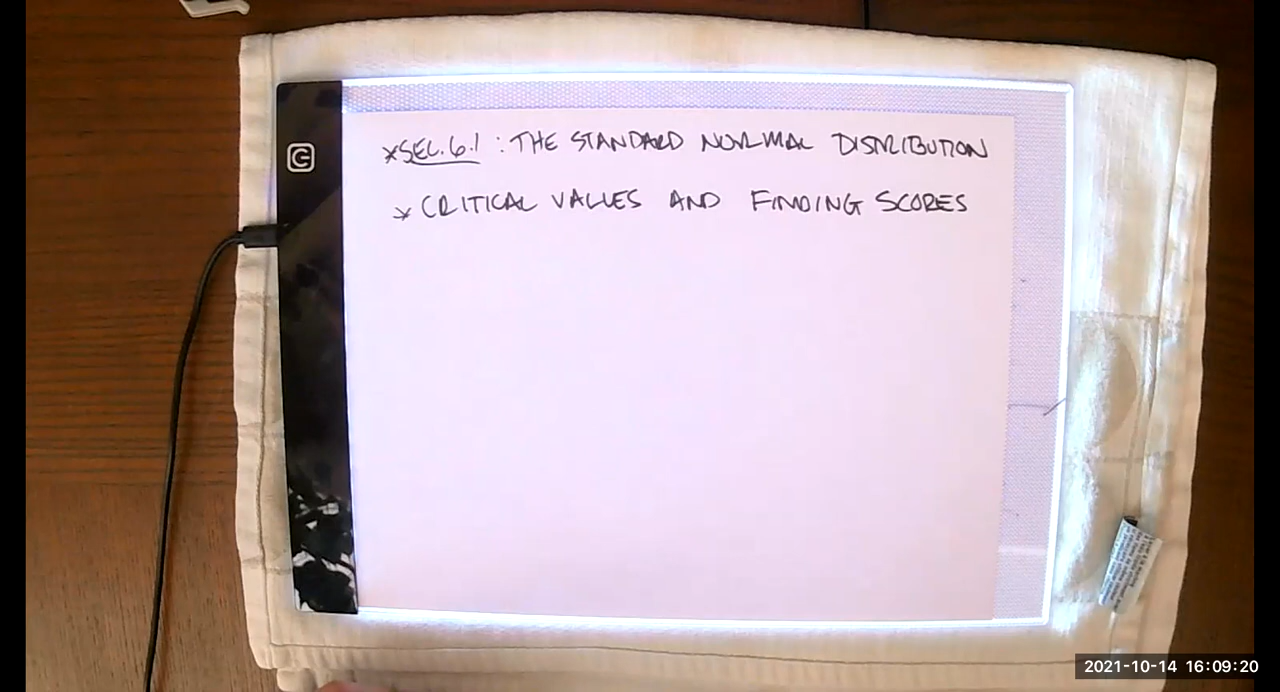 *SEC. 6.1 : THE STANDARD NORMAL DISTRIBUTION
* CRITICAL VALUES AND FINDING SCORES
2021-10-14 16:09:20